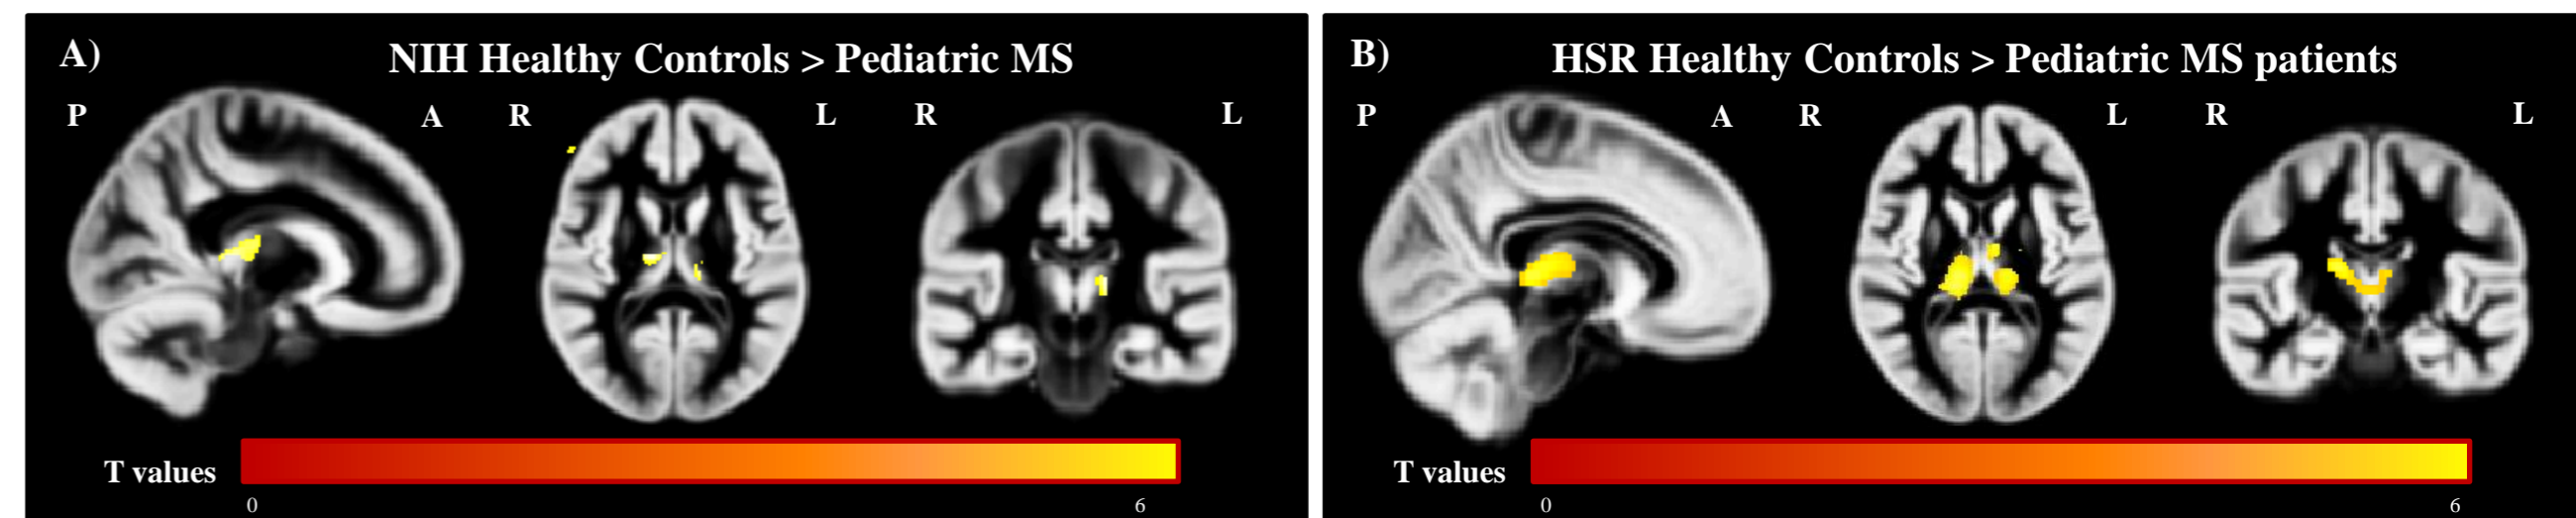 A)
NIH Healthy Controls > Pediatric MS
P A R L R L
T values
0 6
B)
HSR Healthy Controls > Pediatric MS patients
P A R L R L
T values
0 6